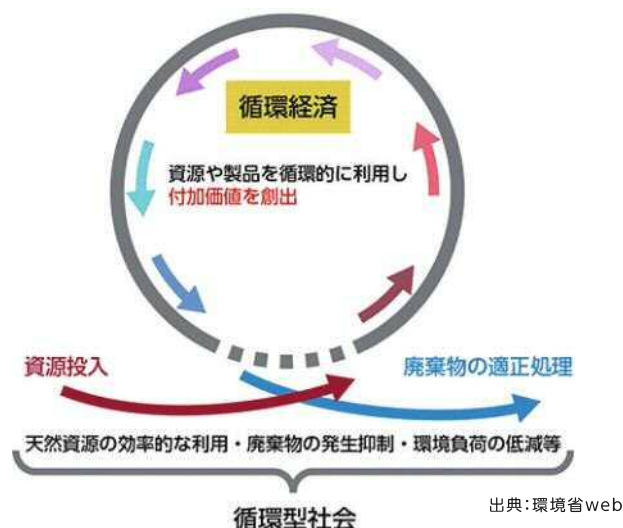 循環経済
資源や製品を循環的に利用し
付加価値を創出
資源投入
廃棄物の適正処理
天然資源の効率的な利用・廃棄物の発生抑制・環境負荷の低減等
循環型社会
出典:環境省web